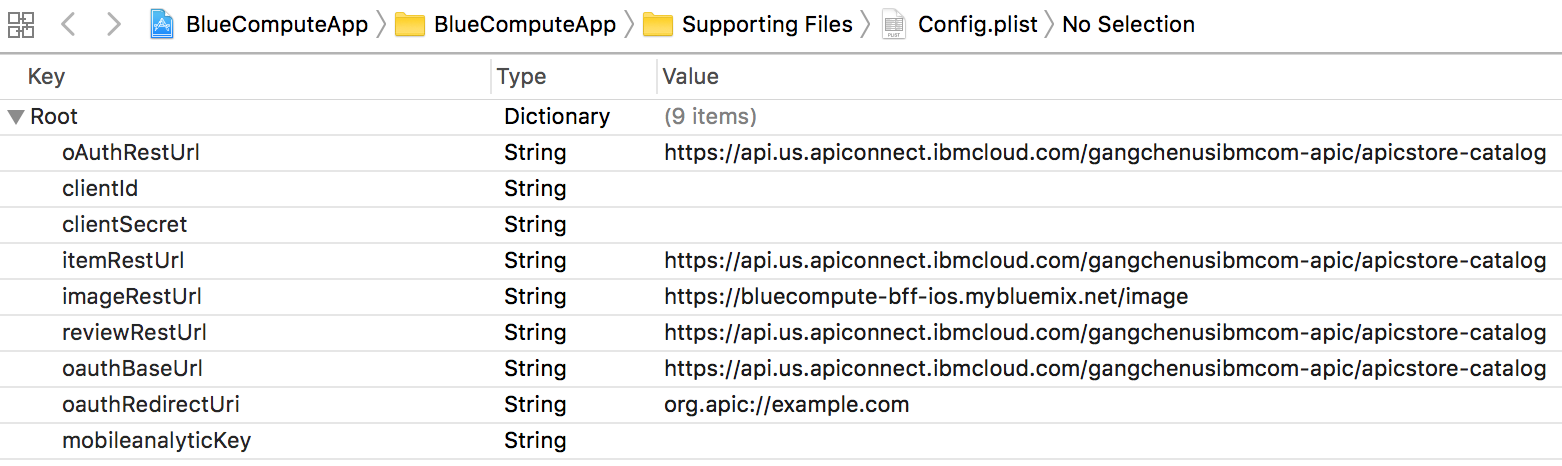 BlueComputeApp BlueComputeApp Supporting Files Config.plist No Selection
Key Type Value
Root Dictionary (9 items)
oAuthRestUrl String https://api.us.apiconnect.ibmcloud.com/gangchenusibmcom-apic/apicstore-catalog
clientId String
clientSecret String
itemRestUrl String https://api.us.apiconnect.ibmcloud.com/gangchenusibmcom-apic/apicstore-catalog
imageRestUrl String https://bluecompute-bff-ios.mybluemix.net/image
reviewRestUrl String https://api.us.apiconnect.ibmcloud.com/gangchenusibmcom-apic/apicstore-catalog
oauthBaseUrl String https://api.us.apiconnect.ibmcloud.com/gangchenusibmcom-apic/apicstore-catalog
oauthRedirectUri String org.apic://example.com
mobileanalyticKey String